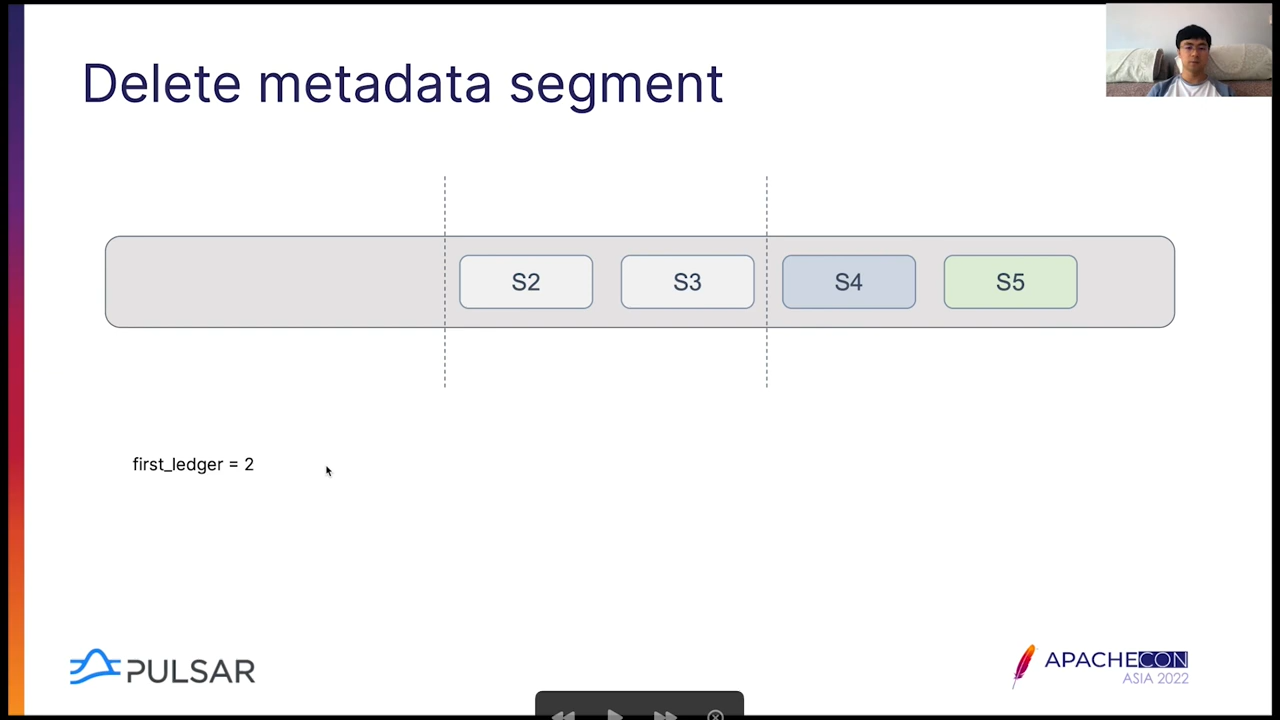 Delete metadata segment
S2
S3
S4
S5
first_ledger = 2
PULSAR
APACHECON
ASIA 2022